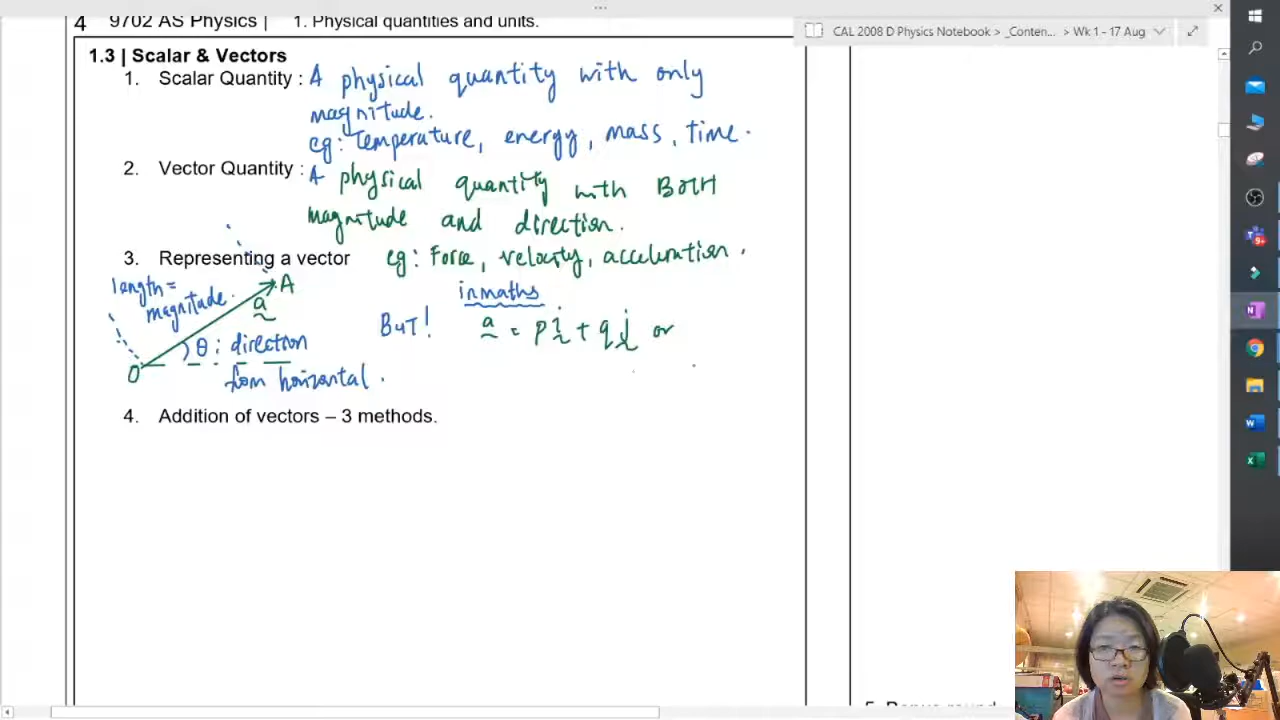 4 9702 AS Physics | 1. Physical quantities and units.
CAL 2008 D Physics Notebook > _Conten... > Wk 1 - 17 Aug
1.3 | Scalar & Vectors
1. Scalar Quantity : A physical quantity with only
magnitude.
eg: Temperature, energy, mass, time.
2. Vector Quantity : A physical quantity with BOTH
magnitude and direction.
3. Representing a vector eg: Force, velocity, acceleration.
length =
magnitude.
A
a
in maths
BUT! a = pi + qj or
θ: direction
O
from horizontal.
4. Addition of vectors – 3 methods.